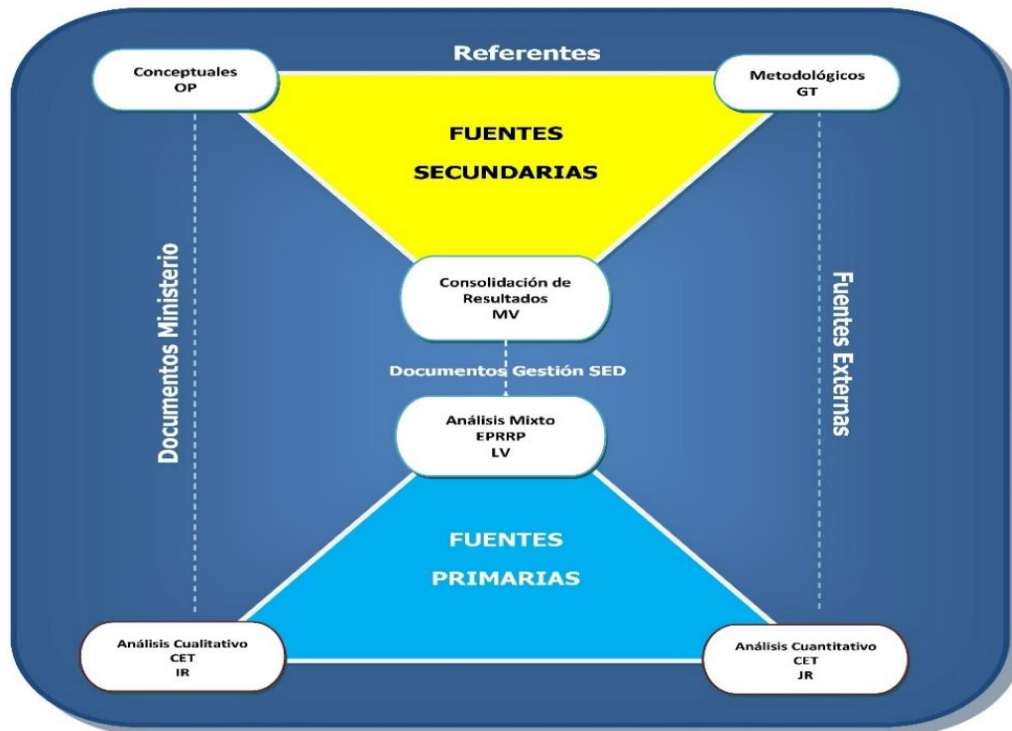 Referentes
Conceptuales
OP
Metodológicos
GT
FUENTES
SECUNDARIAS
Documentos Ministerio
Fuentes Externas
Consolidación de
Resultados
MV
Documentos Gestión SED
Análisis Mixto
EPRRP
LV
FUENTES
PRIMARIAS
Análisis Cualitativo
CET
IR
Análisis Cuantitativo
CET
JR